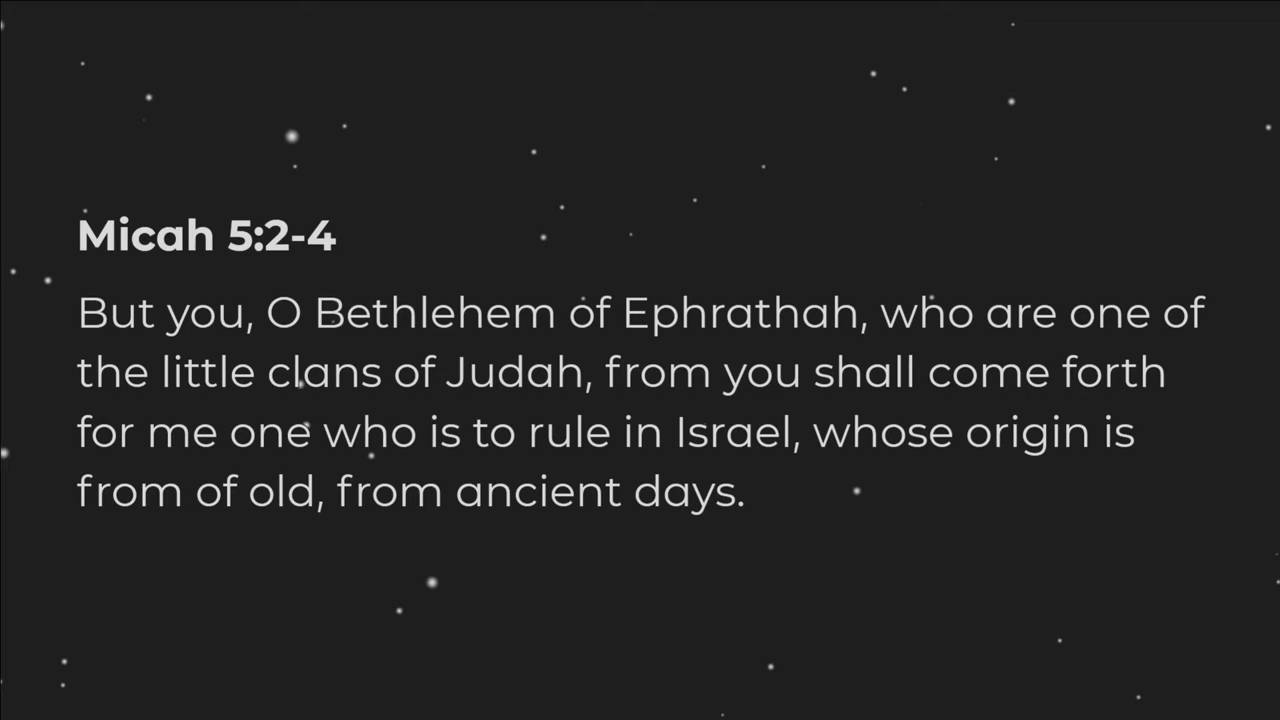 Micah 5:2-4
But you, O Bethlehem of Ephrathah, who are one of
the little clans of Judah, from you shall come forth
for me one who is to rule in Israel, whose origin is
from of old, from ancient days.